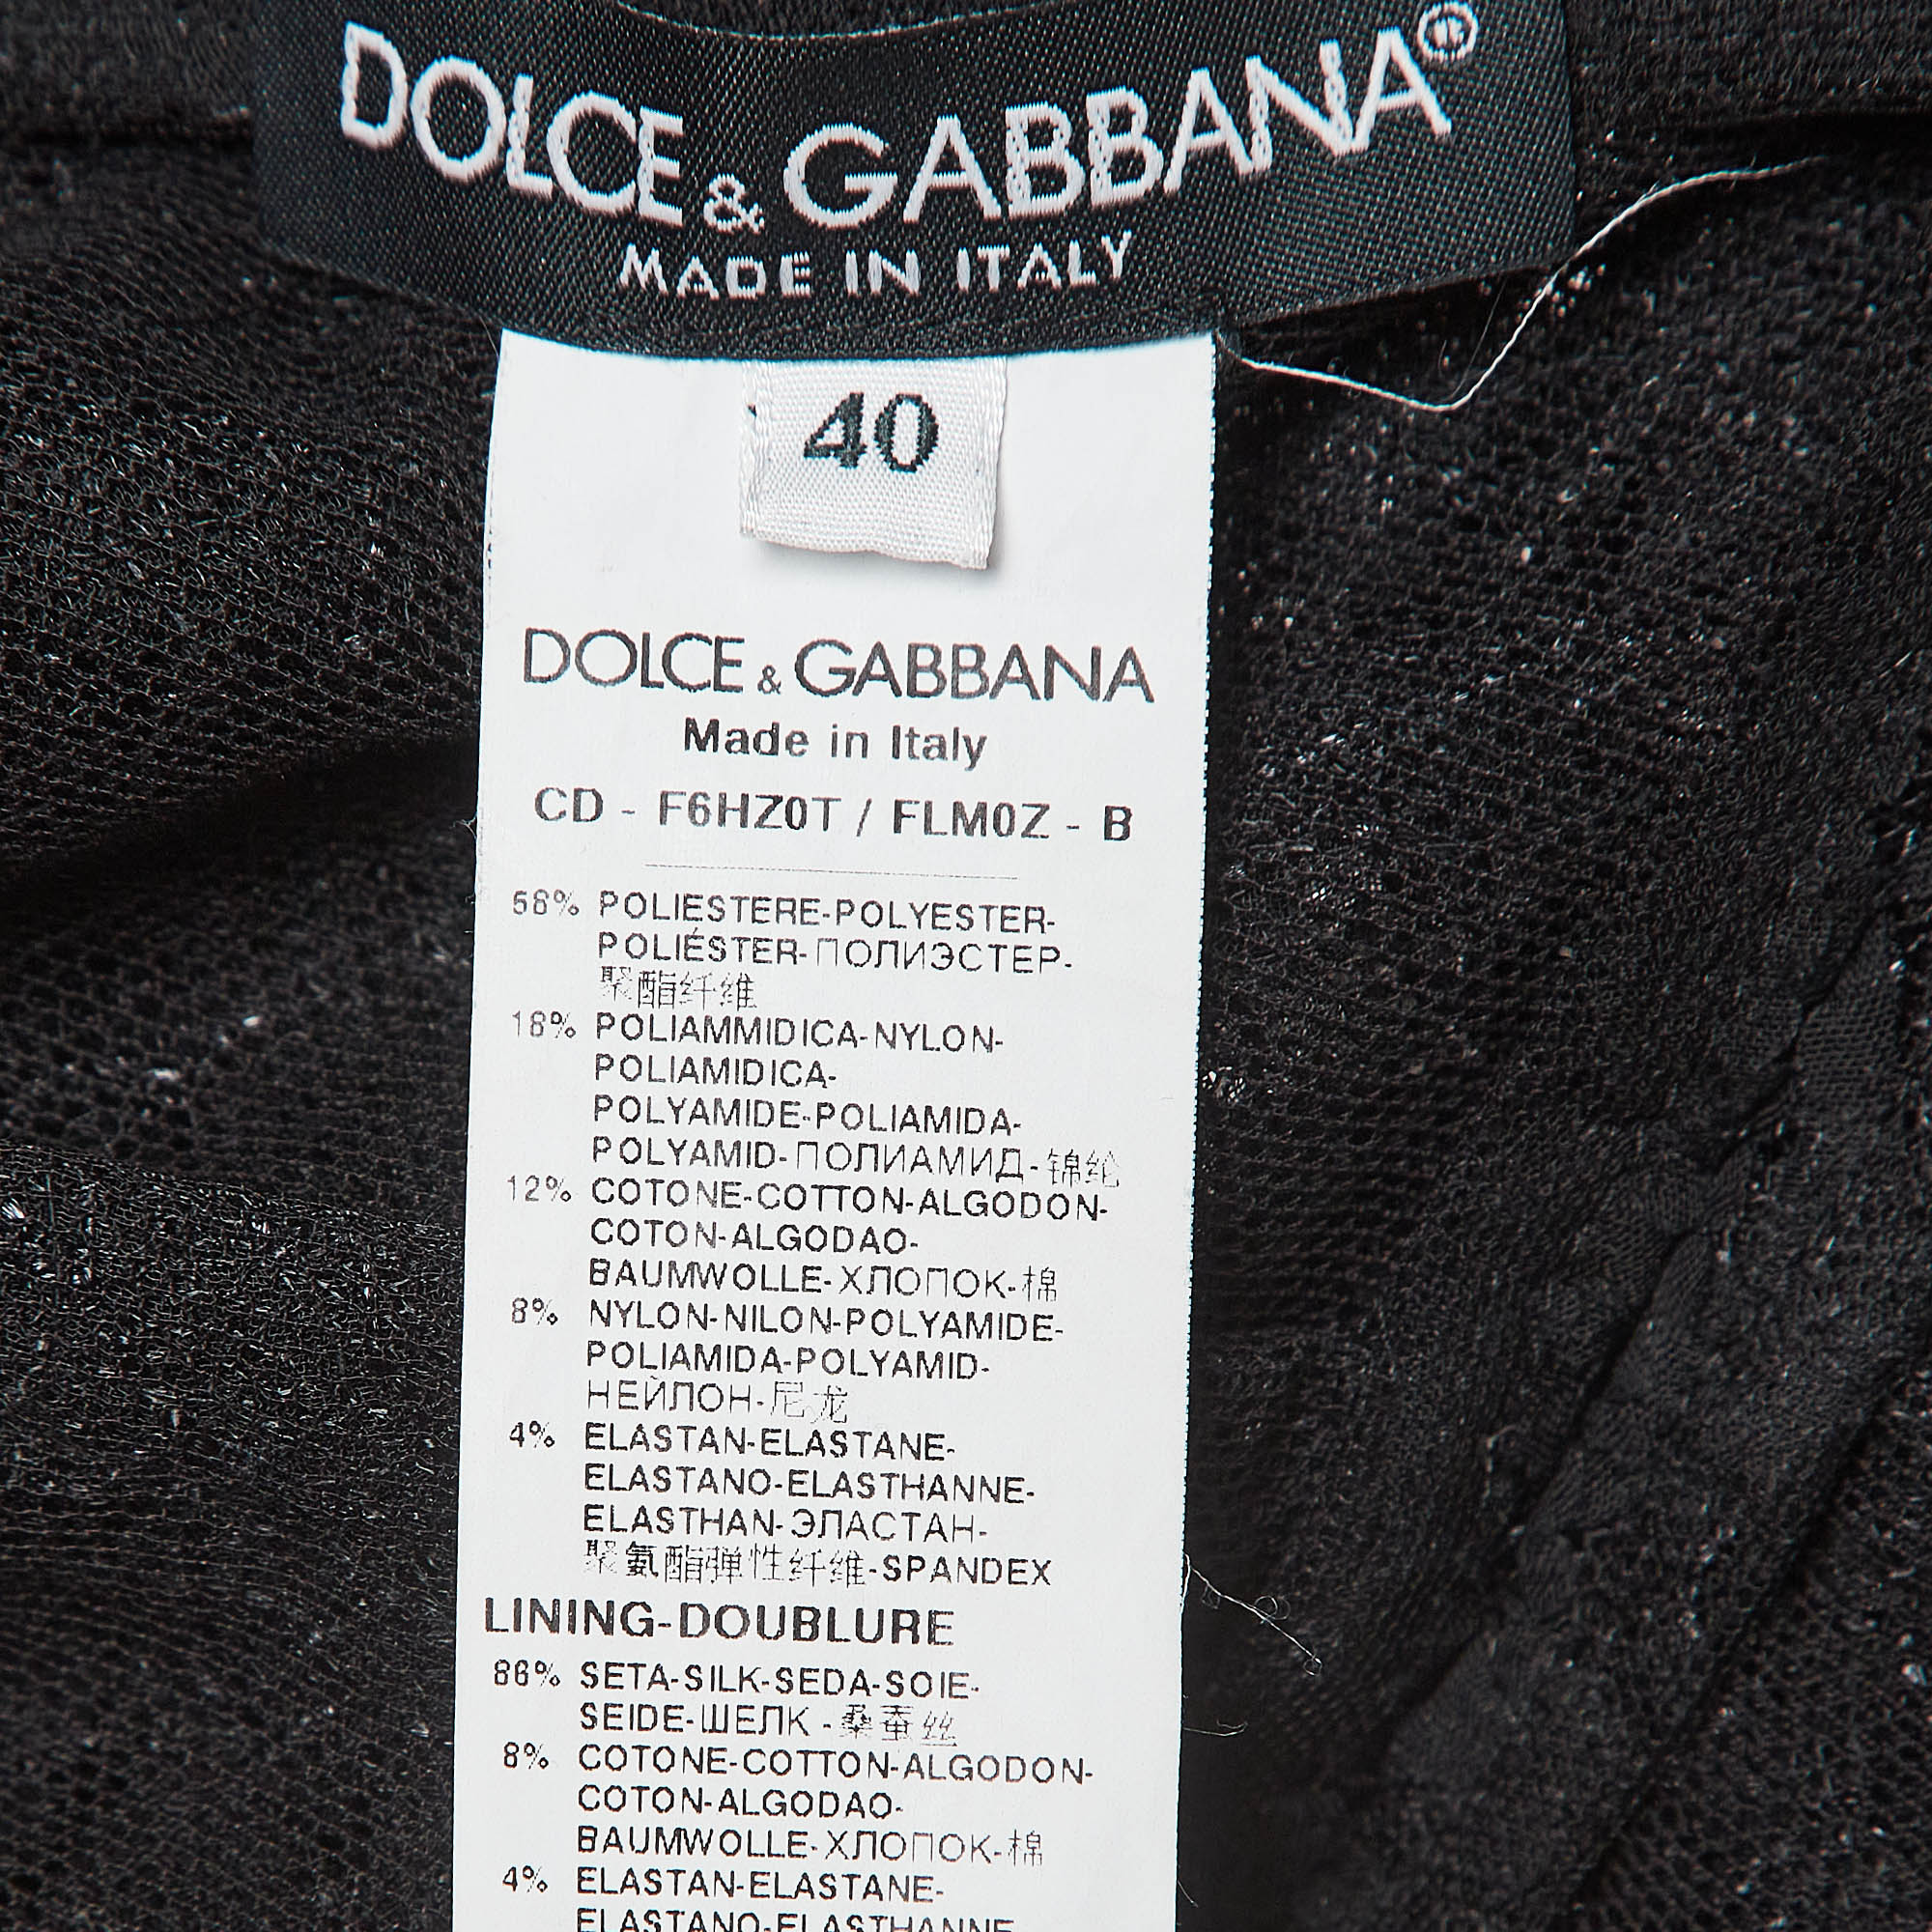 DOLCE & GABBANA®
MADE IN ITALY
40
DOLCE & GABBANA
Made in Italy
CD - F6HZ0T / FLM0Z - B
58% POLIESTERE-POLYESTER-
POLIÉSTER-ПОЛИЭСТЕР-
聚酯纤维
18% POLIAMMIDICA-NYLON-
POLIAMIDICA-
POLYAMIDE-POLIAMIDA-
POLYAMID-ПОЛИАМИД-锦纶
12% COTONE-COTTON-ALGODON-
COTON-ALGODAO-
BAUMWOLLE-ХЛОПОК-棉
8% NYLON-NILON-POLYAMIDE-
POLIAMIDA-POLYAMID-
НЕЙЛОН-尼龙
4% ELASTAN-ELASTANE-
ELASTANO-ELASTHANNE-
ELASTHAN-ЭЛАСТАН-
聚氨酯弹性纤维-SPANDEX
LINING-DOUBLURE
86% SETA-SILK-SEDA-SOIE-
SEIDE-ШЕЛК-桑蚕丝
8% COTONE-COTTON-ALGODON-
COTON-ALGODAO-
BAUMWOLLE-ХЛОПОК-棉
4% ELASTAN-ELASTANE-
ELASTANO-ELASTHANNE